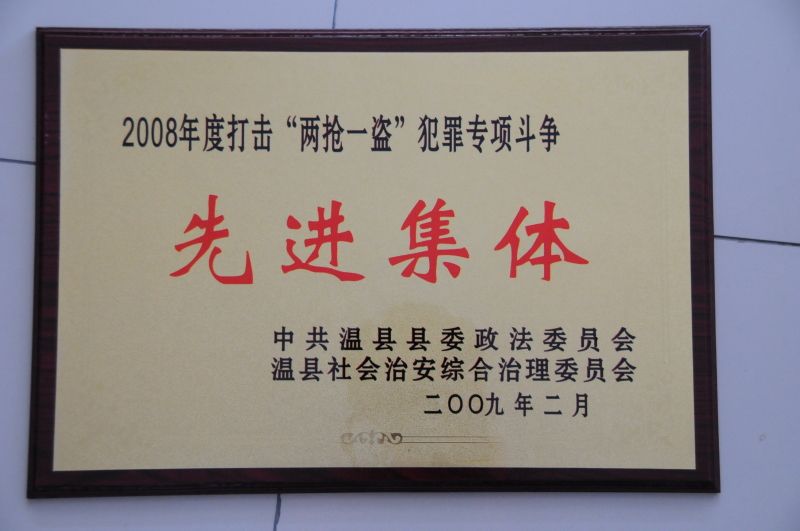 2008年度打击“两抢一盗”犯罪专项斗争
先进集体
中共温县县委政法委员会
温县社会治安综合治理委员会
二〇〇九年二月